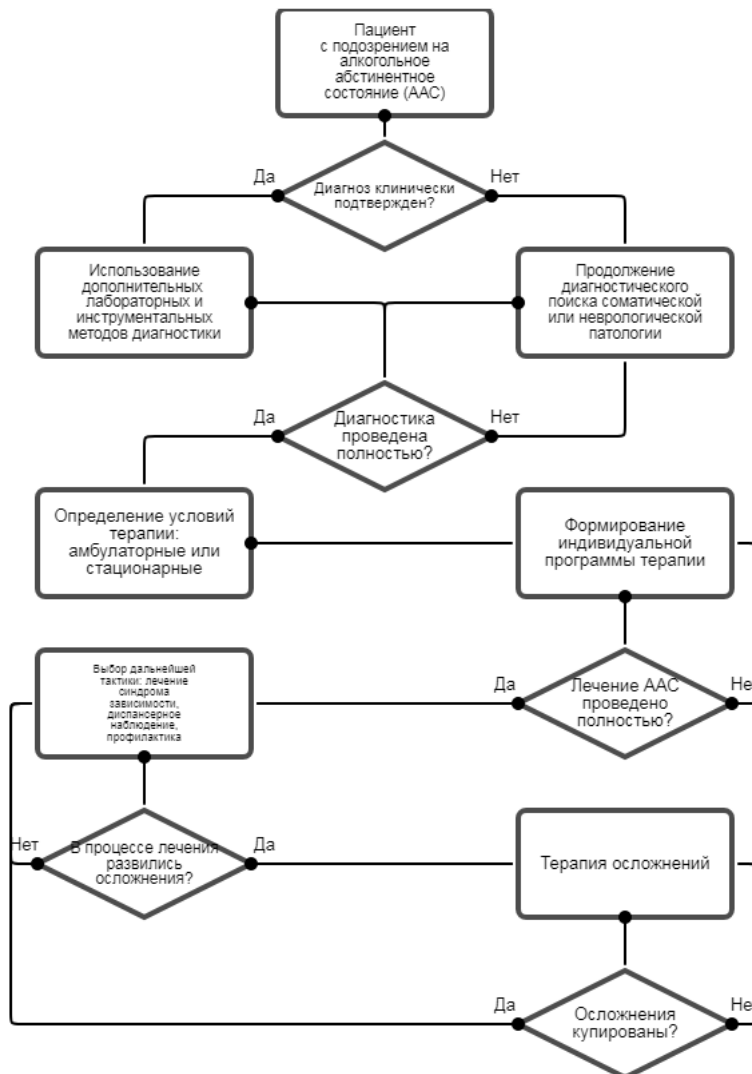 Пациент
с подозрением на
алкогольное
абстинентное
состояние (ААС)
Да
Диагноз клинически
подтвержден?
Нет
Использование
дополнительных
лабораторных и
инструментальных
методов диагностики
Продолжение
диагностического
поиска соматической
или неврологической
патологии
Да
Диагностика
проведена
полностью?
Нет
Определение условий
терапии:
амбулаторные или
стационарные
Формирование
индивидуальной
программы терапии
Выбор дальнейшей
тактики: лечение
синдрома
зависимости,
диспансерное
наблюдение,
профилактика
Да
Лечение ААС
проведено
полностью?
Не
Нет
В процессе лечения
развились
осложнения?
Да
Терапия осложнений
Да
Осложнения
купированы?
Не